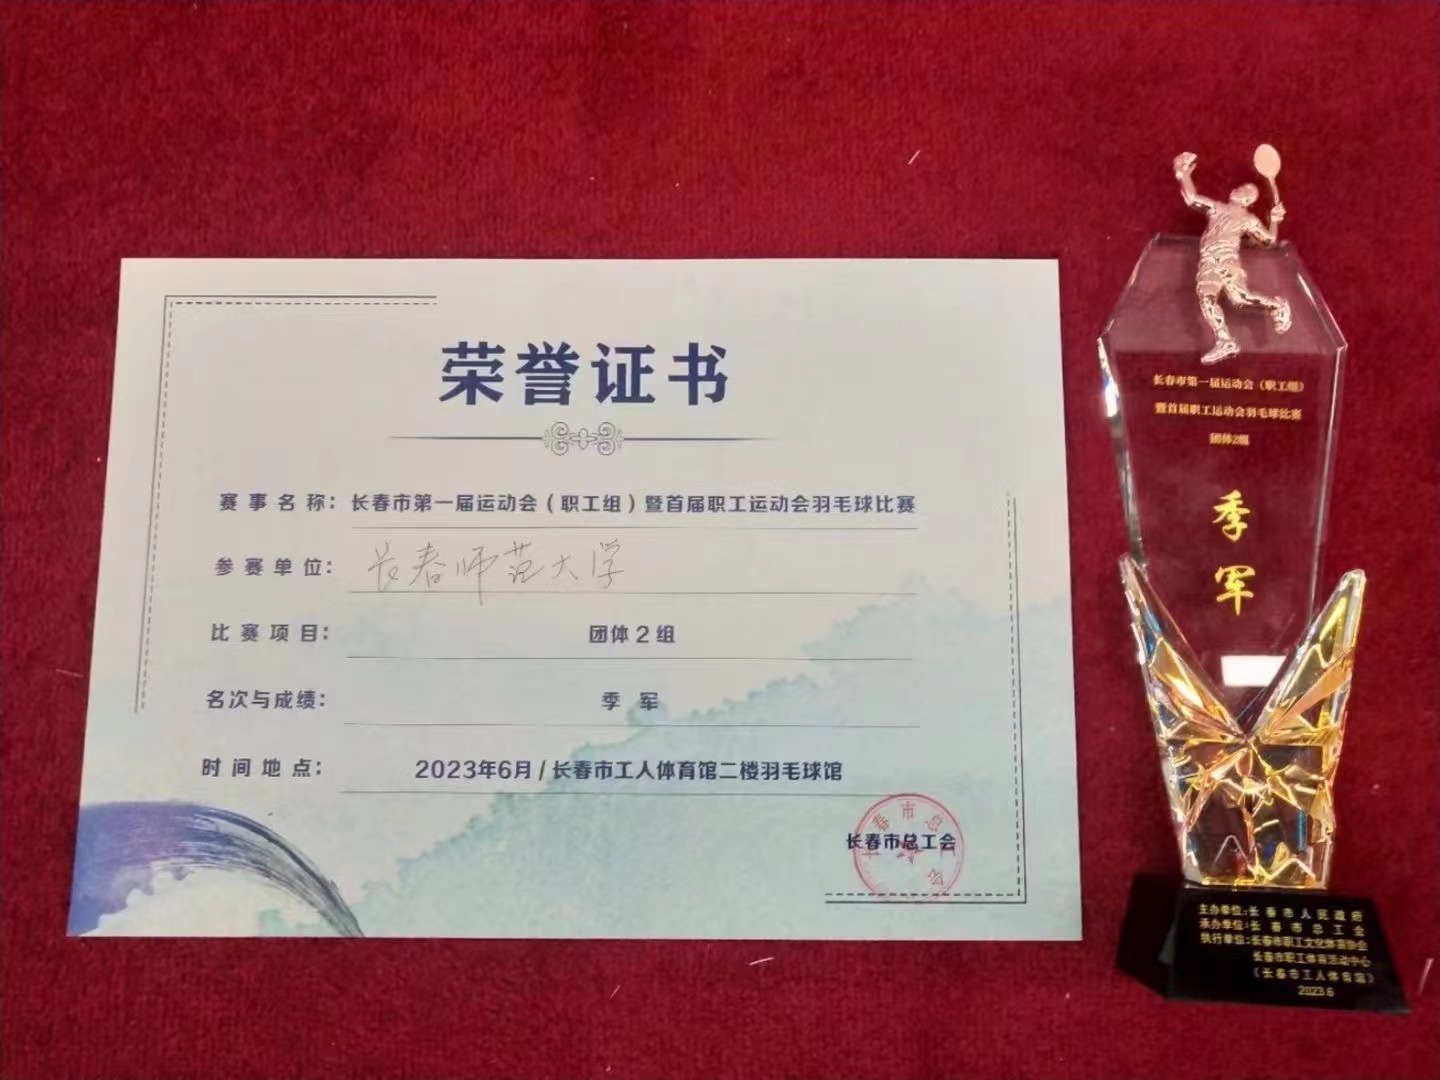 荣誉证书
赛事名称：长春市第一届运动会（职工组）暨首届职工运动会羽毛球比赛
参赛单位：长春师范大学
比赛项目：团体2组
名次与成绩：季 军
时间地点：2023年6月/长春市工人体育馆二楼羽毛球馆
长春市总工会
长春市第一届运动会（职工组）
暨首届职工运动会羽毛球比赛
团体2组
季
军
主办单位：长春市人民政府
承办单位：长春市总工会
执行单位：长春市职工文化体育协会
长春市职工体育活动中心
（长春市工人体育馆）
2023.6